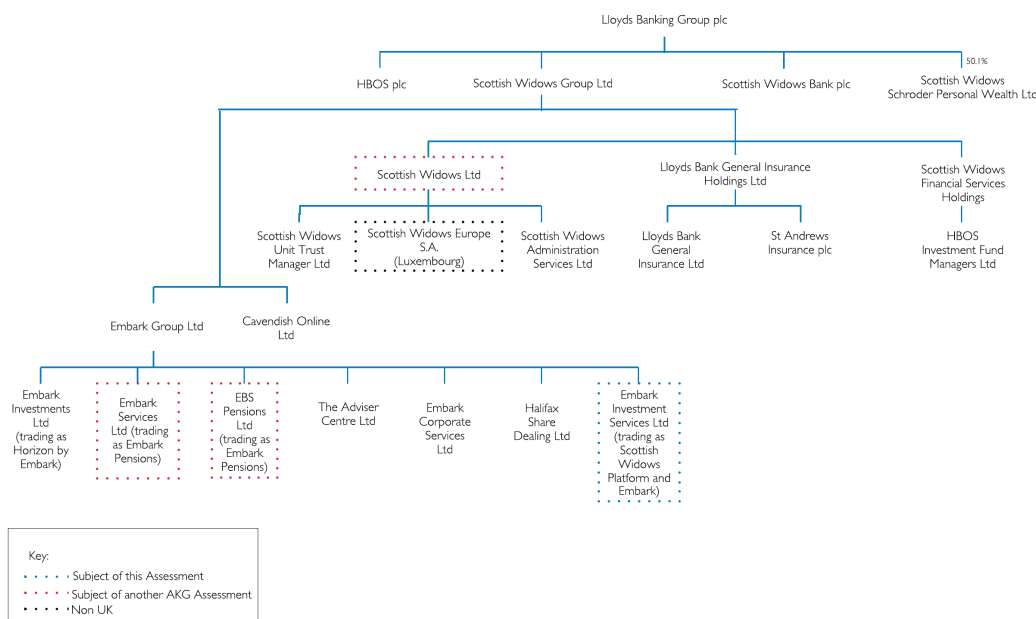 Lloyds Banking Group plc
HBOS plc
Scottish Widows Group Ltd
Scottish Widows Bank plc
50.1%
Scottish Widows
Schroder Personal Wealth Ltd
Scottish Widows Ltd
Lloyds Bank General Insurance
Holdings Ltd
Scottish Widows
Financial Services
Holdings
Scottish Widows
Unit Trust
Manager Ltd
Scottish Widows Europe
S.A.
(Luxembourg)
Scottish Widows
Administration
Services Ltd
Lloyds Bank
General
Insurance Ltd
St Andrews
Insurance plc
HBOS
Investment Fund
Managers Ltd
Embark Group Ltd
Cavendish Online
Ltd
Embark
Investments
Ltd
(trading as
Horizon by
Embark)
Embark
Services
Ltd (trading
as Embark
Pensions)
EBS
Pensions
Ltd
(trading as
Embark
Pensions)
The Adviser
Centre Ltd
Embark
Corporate
Services
Ltd
Halifax
Share
Dealing Ltd
Embark
Investment
Services Ltd
(trading as
Scottish
Widows
Platform and
Embark)
Key:
Subject of this Assessment
Subject of another AKG Assessment
Non UK